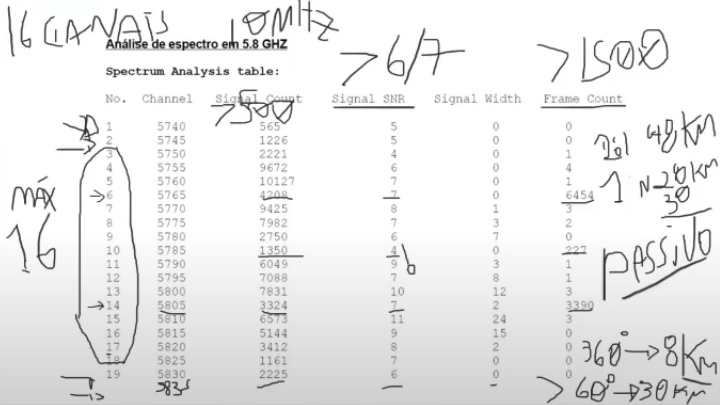 16 CANAIS 10MHz
Análise de espectro em 5.8 GHZ
>6/7 >1500
Spectrum Analysis table:
No. Channel Signal Count Signal SNR Signal Width Frame Count
>500
1 5740 565 5 0 0
2 5745 1226 5 0 0
3 5750 2221 4 0 1
4 5755 9672 6 0 4
5 5760 10127 7 0 1
6 5765 4208 7 0 6454
7 5770 9425 8 1 3
8 5775 7982 7 3 2
9 5780 2750 6 7 0
10 5785 1350 4 0 227
11 5790 6049 9 3 1
12 5795 7088 7 8 1
13 5800 7831 10 12 3
14 5805 3324 7 2 3390
15 5810 6573 11 24 3
16 5815 5144 9 15 0
17 5820 3412 8 2 0
18 5825 1161 7 0 0
19 5830 2225 6 0 0
5835
MÁX
16
48KM
1 N 20KM
30
PASSIVO
360° → 8KM
> 60° → 30KM